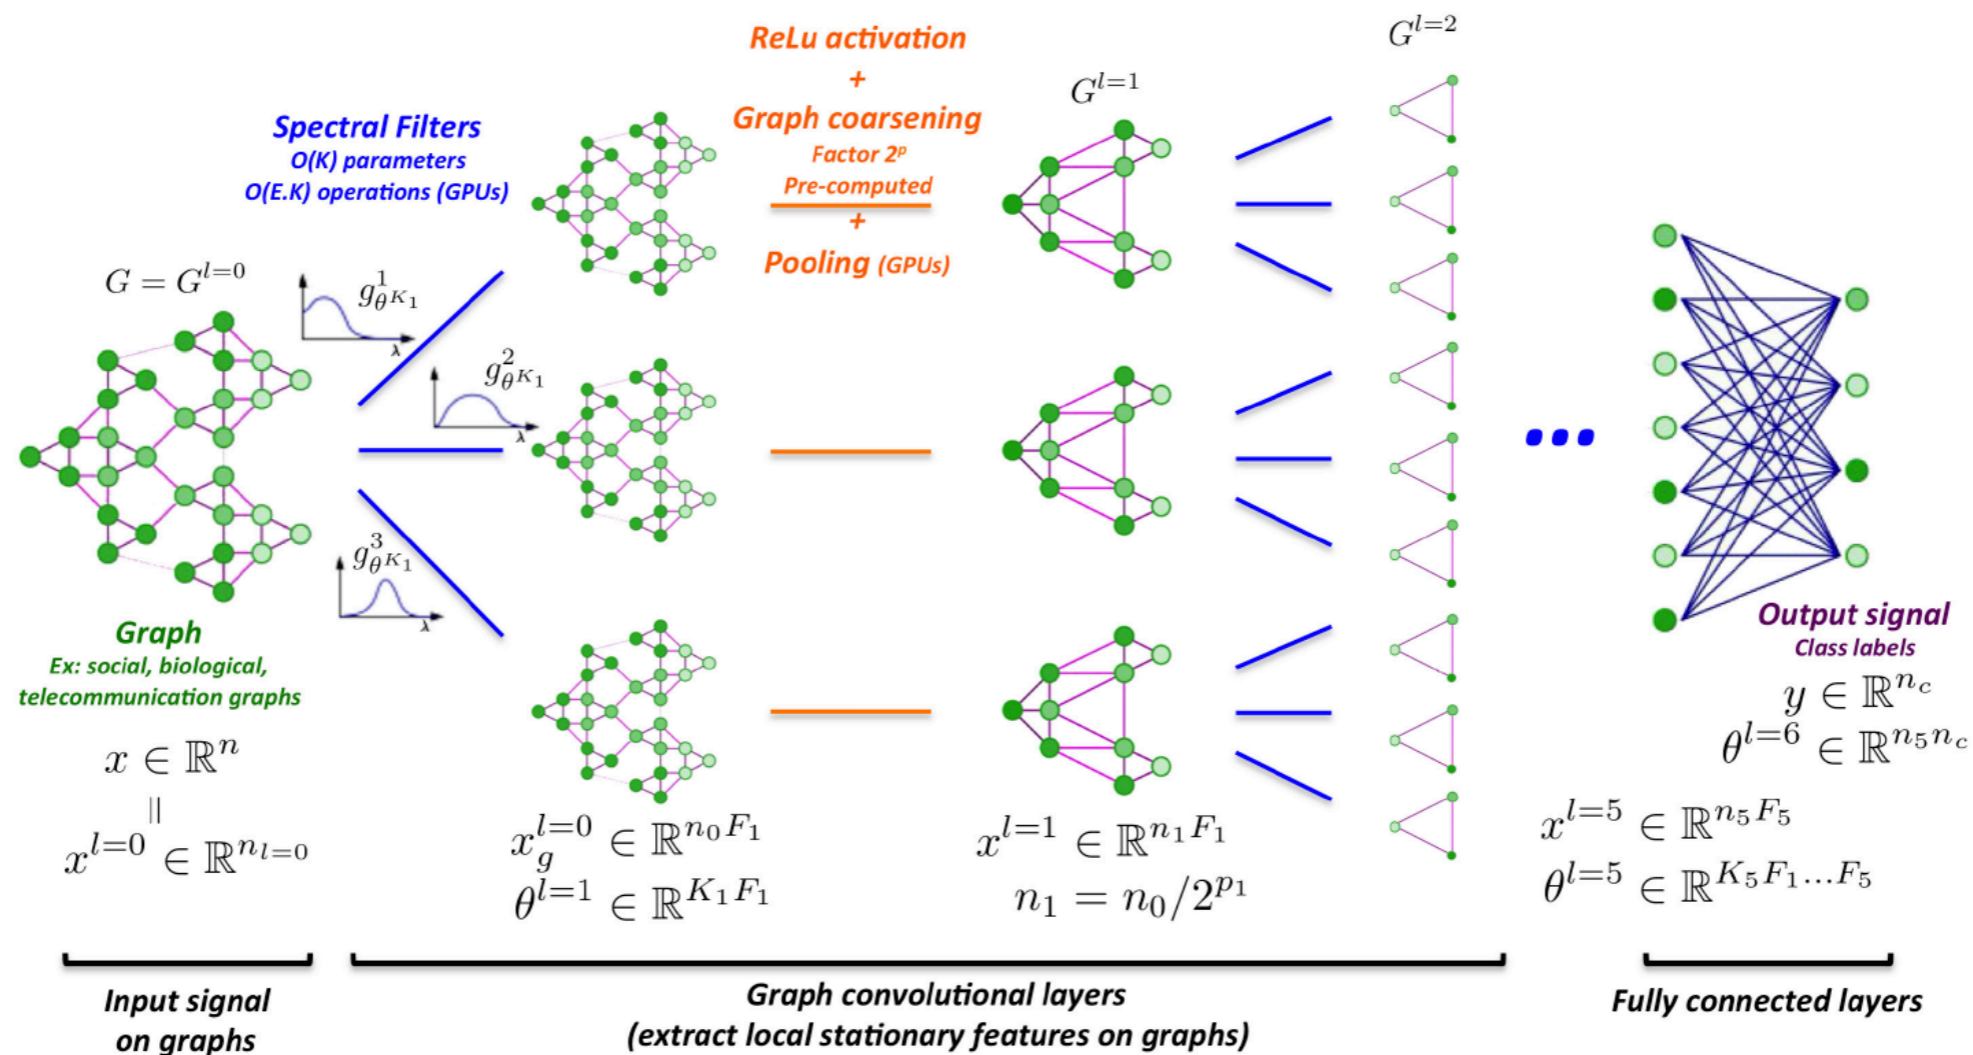 ReLu activation
+
Graph coarsening
Factor 2^p
Pre-computed
+
Pooling (GPUs)
G^{l=2}
G^{l=1}
Spectral Filters
O(K) parameters
O(E.K) operations (GPUs)
G = G^{l=0}
g^1_{θ^{K_1}}
λ
g^2_{θ^{K_1}}
λ
g^3_{θ^{K_1}}
λ
Graph
Ex: social, biological,
telecommunication graphs
x ∈ ℝ^n
=
x^{l=0} ∈ ℝ^{n_{l=0}}
x_g^{l=0} ∈ ℝ^{n_0 F_1}
θ^{l=1} ∈ ℝ^{K_1 F_1}
x^{l=1} ∈ ℝ^{n_1 F_1}
n_1 = n_0/2^{p_1}
...
Output signal
Class labels
y ∈ ℝ^{n_c}
θ^{l=6} ∈ ℝ^{n_5 n_c}
x^{l=5} ∈ ℝ^{n_5 F_5}
θ^{l=5} ∈ ℝ^{K_5 F_1...F_5}
Input signal
on graphs
Graph convolutional layers
(extract local stationary features on graphs)
Fully connected layers